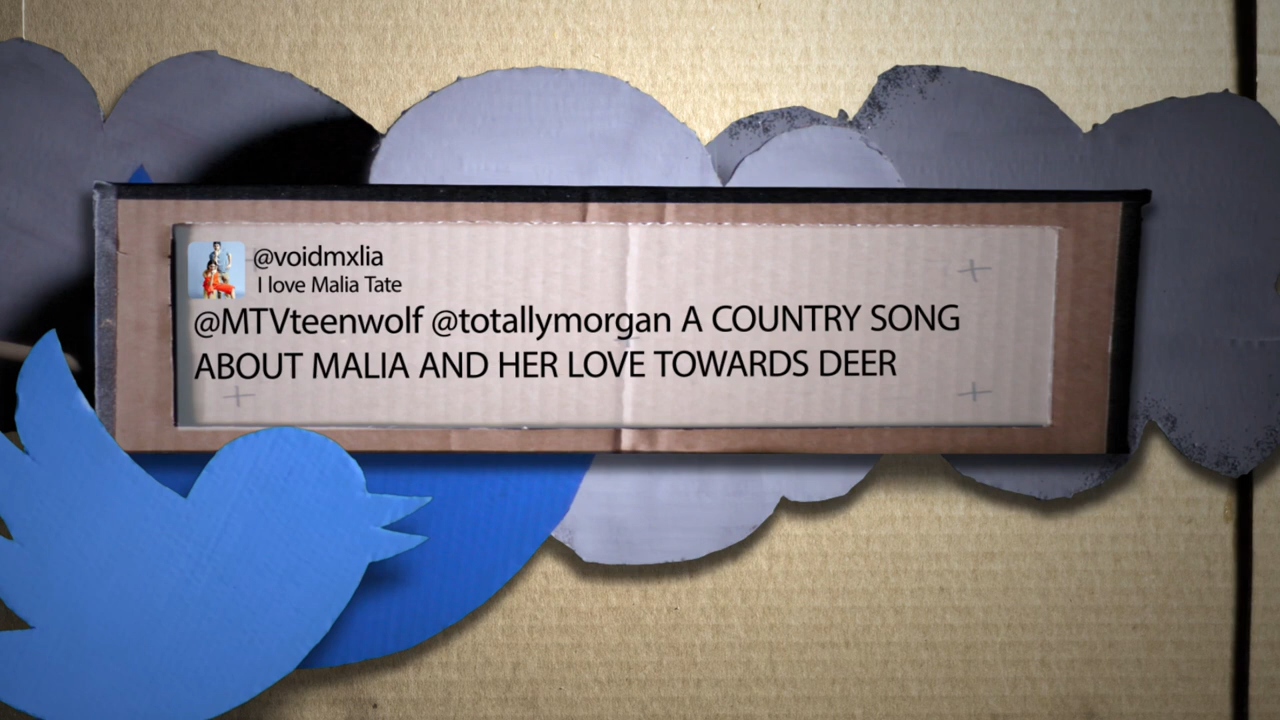 @voidmxlia
I love Malia Tate
@MTVteenwolf @totallymorgan A COUNTRY SONG
ABOUT MALIA AND HER LOVE TOWARDS DEER